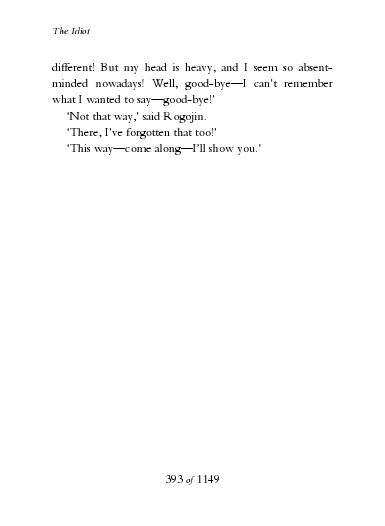 The Idiot
different! But my head is heavy, and I seem so absent-
minded nowadays! Well, good-bye—I can't remember
what I wanted to say—good-bye!'
'Not that way,' said Rogojin.
'There, I've forgotten that too!'
'This way—come along—I'll show you.'
393 of 1149